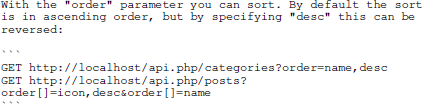 With the "order" parameter you can sort. By default the sort
is in ascending order, but by specifying "desc" this can be
reversed:

```
GET http://localhost/api.php/categories?order=name,desc
GET http://localhost/api.php/posts?
order[]=icon,desc&order[]=name
```